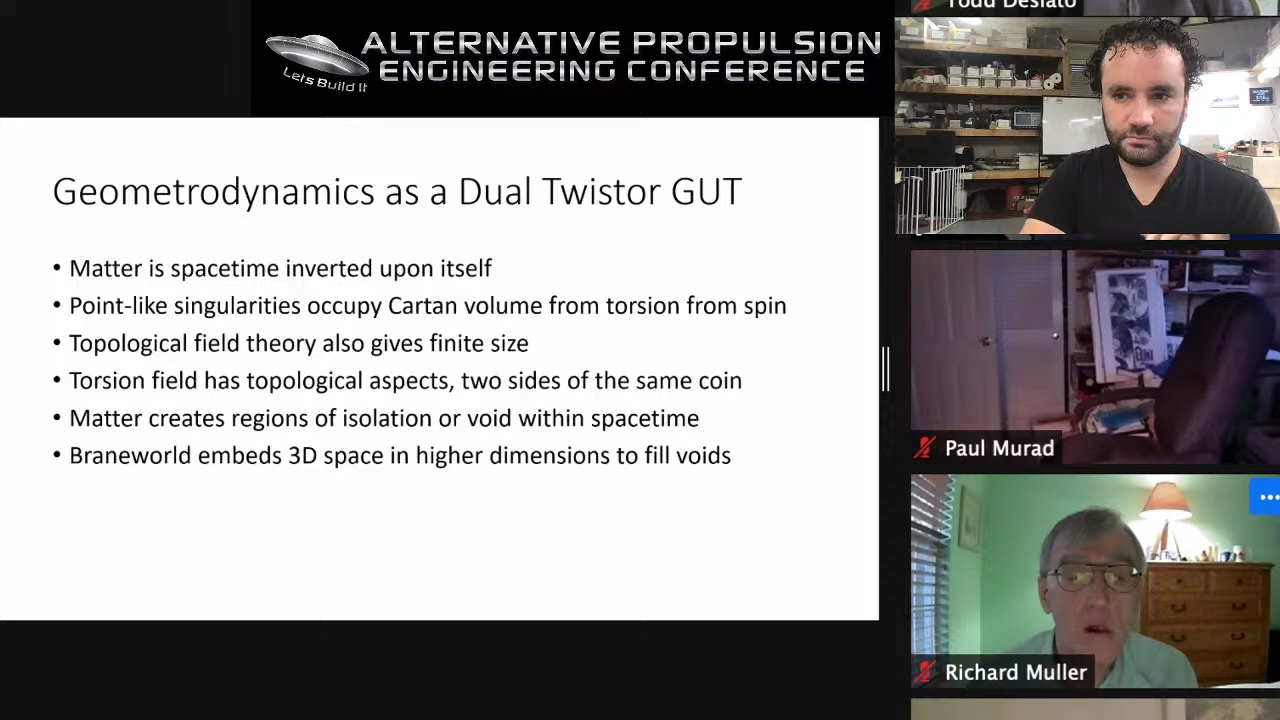 Todd Desiato
ALTERNATIVE PROPULSION
ENGINEERING CONFERENCE
Lets Build It
Geometrodynamics as a Dual Twistor GUT
• Matter is spacetime inverted upon itself
• Point-like singularities occupy Cartan volume from torsion from spin
• Topological field theory also gives finite size
• Torsion field has topological aspects, two sides of the same coin
• Matter creates regions of isolation or void within spacetime
• Braneworld embeds 3D space in higher dimensions to fill voids
Paul Murad
Richard Muller